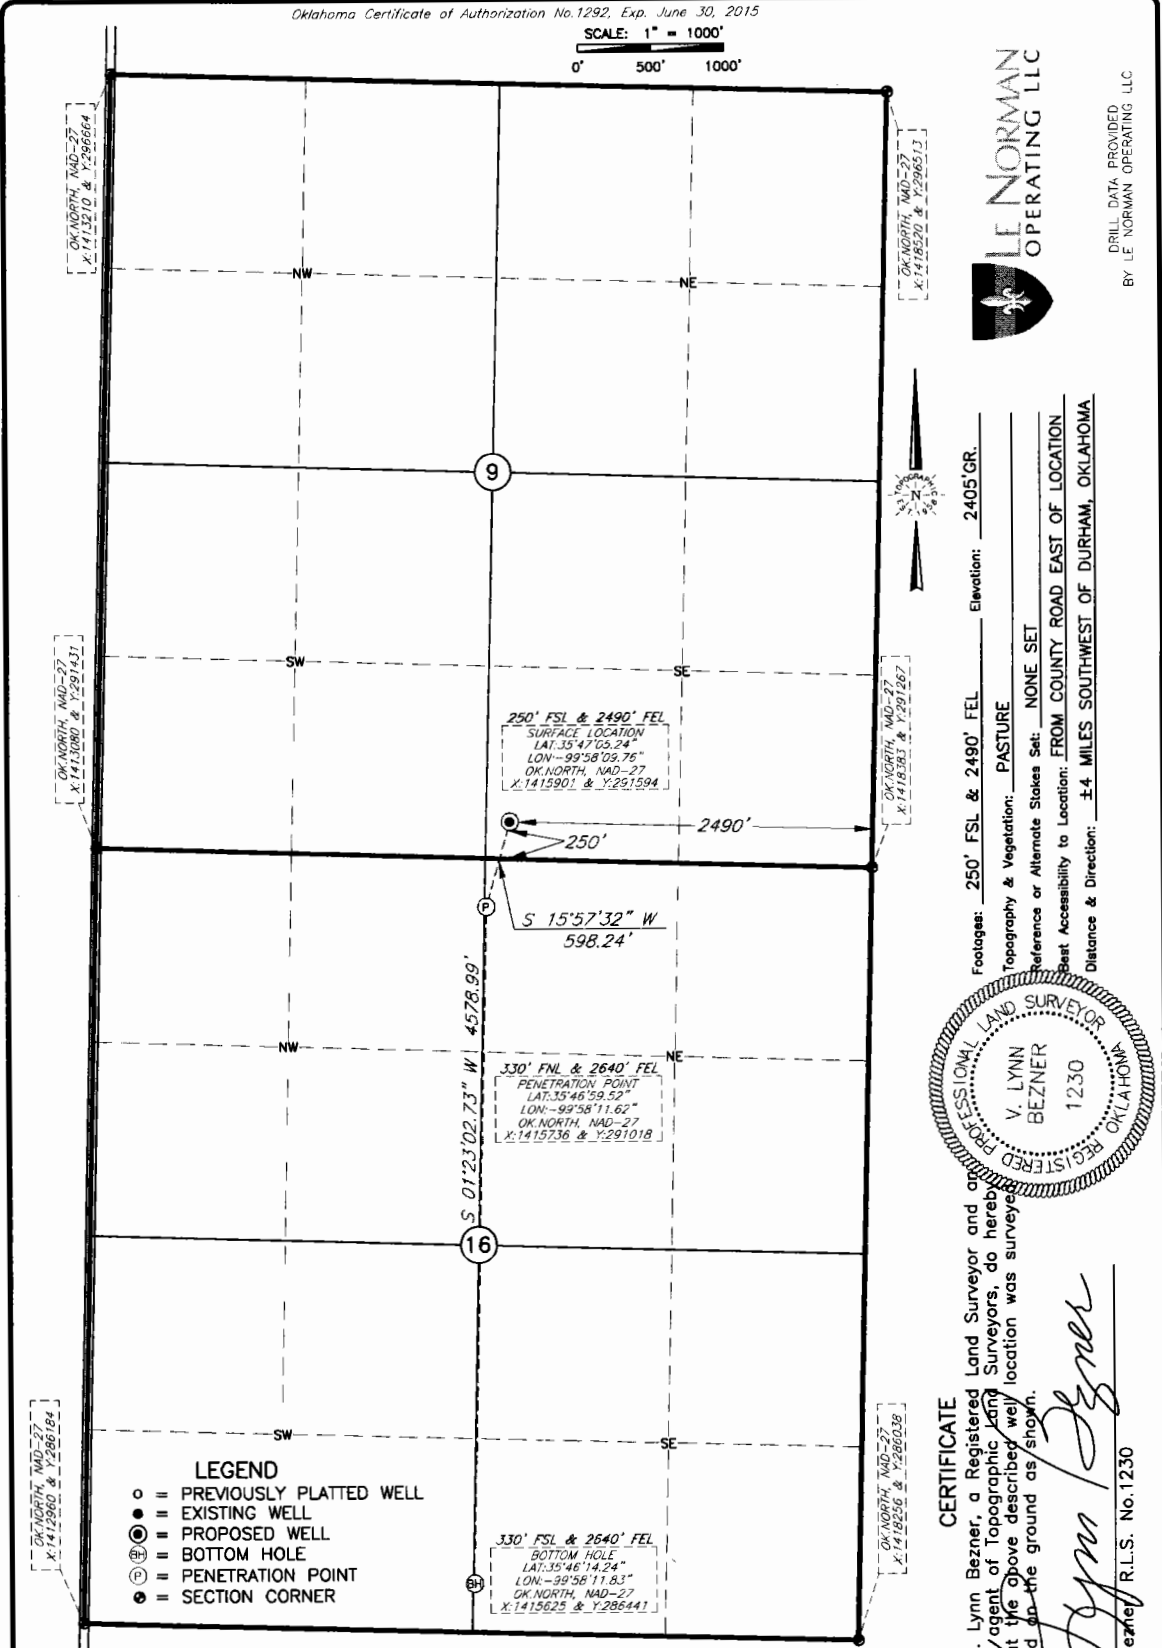 Oklahoma Certificate of Authorization No.1292, Exp. June 30, 2015
SCALE: 1" = 1000'
0' 500' 1000'
OK.NORTH, NAD-27
X:1413210 & Y:296664
OK.NORTH, NAD-27
X:1418520 & Y:296513
NW
NE
9
SW
SE
OK.NORTH, NAD-27
X:1413080 & Y:291431
OK.NORTH, NAD-27
X:1418383 & Y:291267
250' FSL & 2490' FEL
SURFACE LOCATION
LAT:35°47'05.24"
LON:-99°58'09.76"
OK.NORTH, NAD-27
X:1415901 & Y:291594
2490'
250'
P
S 15°57'32" W
598.24'
S 01°23'02.73" W 4578.99'
NW
NE
330' FNL & 2640' FEL
PENETRATION POINT
LAT:35°46'59.52"
LON:-99°58'11.62"
OK.NORTH, NAD-27
X:1415736 & Y:291018
16
SW
SE
OK.NORTH, NAD-27
X:1412960 & Y:286184
OK.NORTH, NAD-27
X:1418256 & Y:286038
LEGEND
= PREVIOUSLY PLATTED WELL
= EXISTING WELL
= PROPOSED WELL
BH = BOTTOM HOLE
P = PENETRATION POINT
= SECTION CORNER
330' FSL & 2640' FEL
BOTTOM HOLE
LAT:35°46'14.24"
LON:-99°58'11.83"
OK.NORTH, NAD-27
X:1415625 & Y:286441
BH
LE NORMAN
OPERATING LLC
DRILL DATA PROVIDED
BY LE NORMAN OPERATING LLC
TOPOGRAPHIC
N
EST. 1958
Footages: 250' FSL & 2490' FEL Elevation: 2405'GR.
Topography & Vegetation: PASTURE
Reference or Alternate Stakes Set: NONE SET
Best Accessibility to Location: FROM COUNTY ROAD EAST OF LOCATION
Distance & Direction: ±4 MILES SOUTHWEST OF DURHAM, OKLAHOMA
REGISTERED PROFESSIONAL LAND SURVEYOR
V. LYNN
BEZNER
1230
OKLAHOMA
CERTIFICATE
. Lynn Bezner, a Registered Land Surveyor and an
agent of Topographic Land Surveyors, do hereby
t the above described well location was surveye
d on the ground as shown.
Lynn Bezner
ezner R.L.S. No.1230